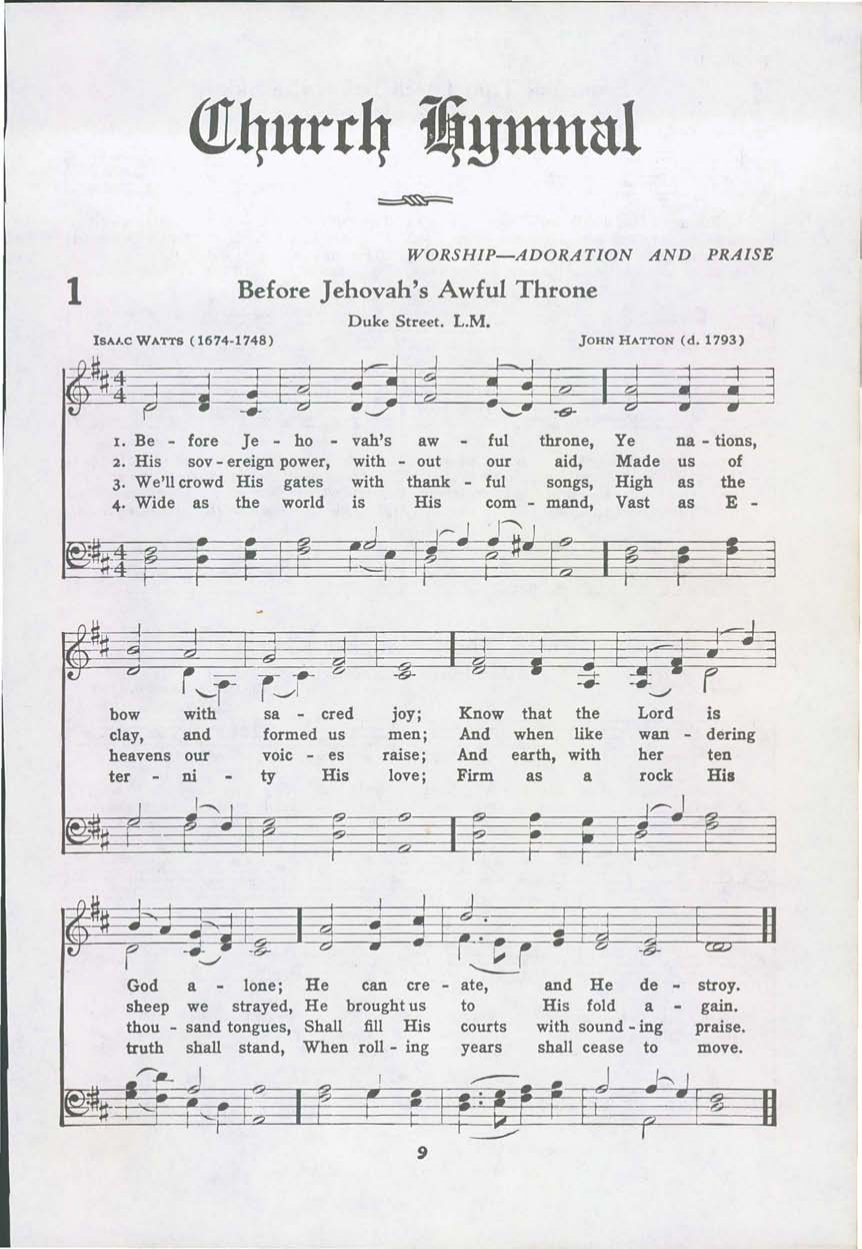 Church Hymnal
WORSHIP—ADORATION AND PRAISE
1 Before Jehovah's Awful Throne
Duke Street. L.M.
ISAAC WATTS (1674-1748) JOHN HATTON (d. 1793)
1. Be - fore Je - ho - vah's aw - ful throne, Ye na - tions,
2. His sov - ereign power, with - out our aid, Made us of
3. We'll crowd His gates with thank - ful songs, High as the
4. Wide as the world is His com - mand, Vast as E -
bow with sa - cred joy; Know that the Lord is
clay, and formed us men; And when like wan - dering
heavens our voic - es raise; And earth, with her ten
ter - ni - ty His love; Firm as a rock His
God a - lone; He can cre - ate, and He de - stroy.
sheep we strayed, He brought us to His fold a - gain.
thou - sand tongues, Shall fill His courts with sound - ing praise.
truth shall stand, When roll - ing years shall cease to move.
9